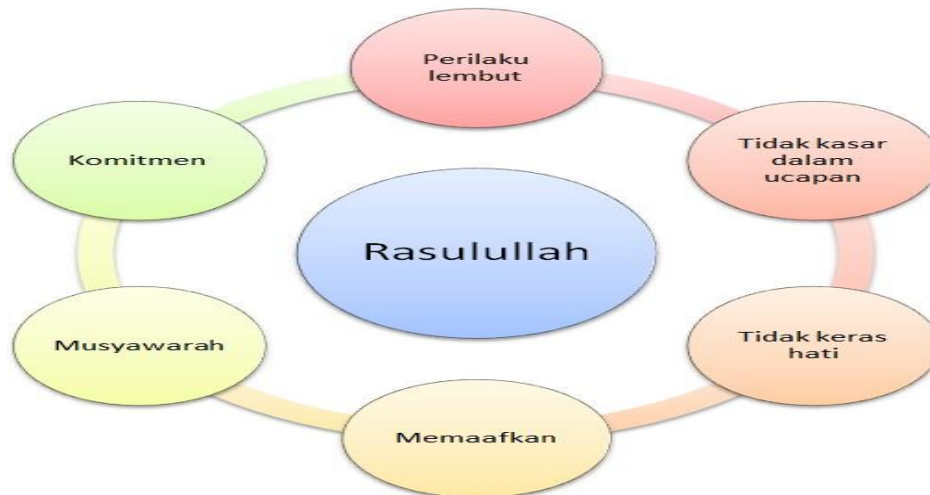 Perilaku
lembut
Tidak kasar
dalam
ucapan
Tidak keras
hati
Memaafkan
Musyawarah
Komitmen
Rasulullah